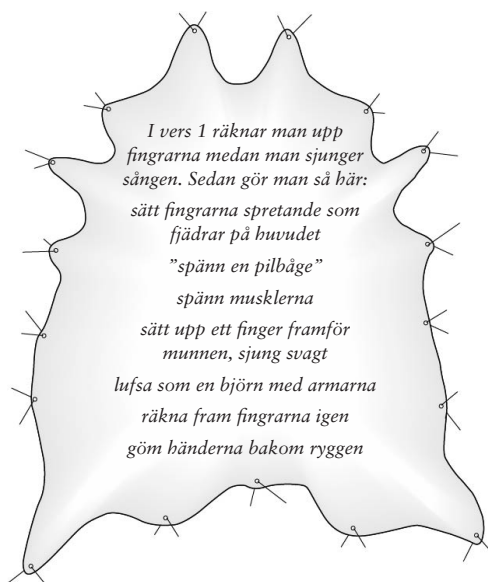 I vers 1 räknar man upp
fingrarna medan man sjunger
sången. Sedan gör man så här:
sätt fingrarna spretande som
fjädrar på huvudet
”spänn en pilbåge”
spänn musklerna
sätt upp ett finger framför
munnen, sjung svagt
lufsa som en björn med armarna
räkna fram fingrarna igen
göm händerna bakom ryggen